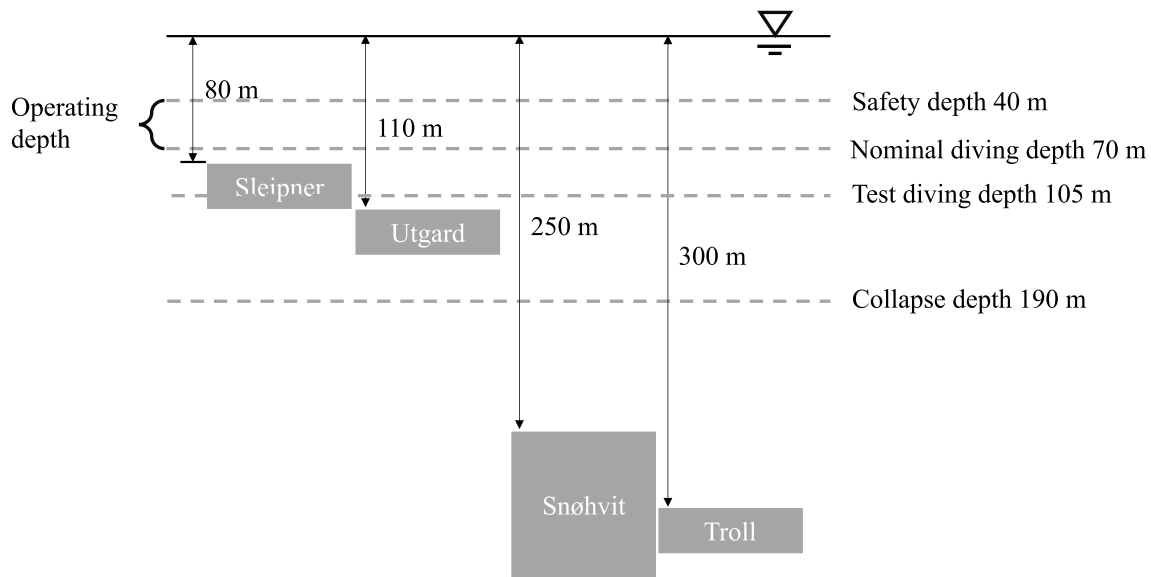 80 m
Operating
depth
Safety depth 40 m
110 m
Nominal diving depth 70 m
Sleipner
Test diving depth 105 m
Utgard
250 m
300 m
Collapse depth 190 m
Snøhvit
Troll